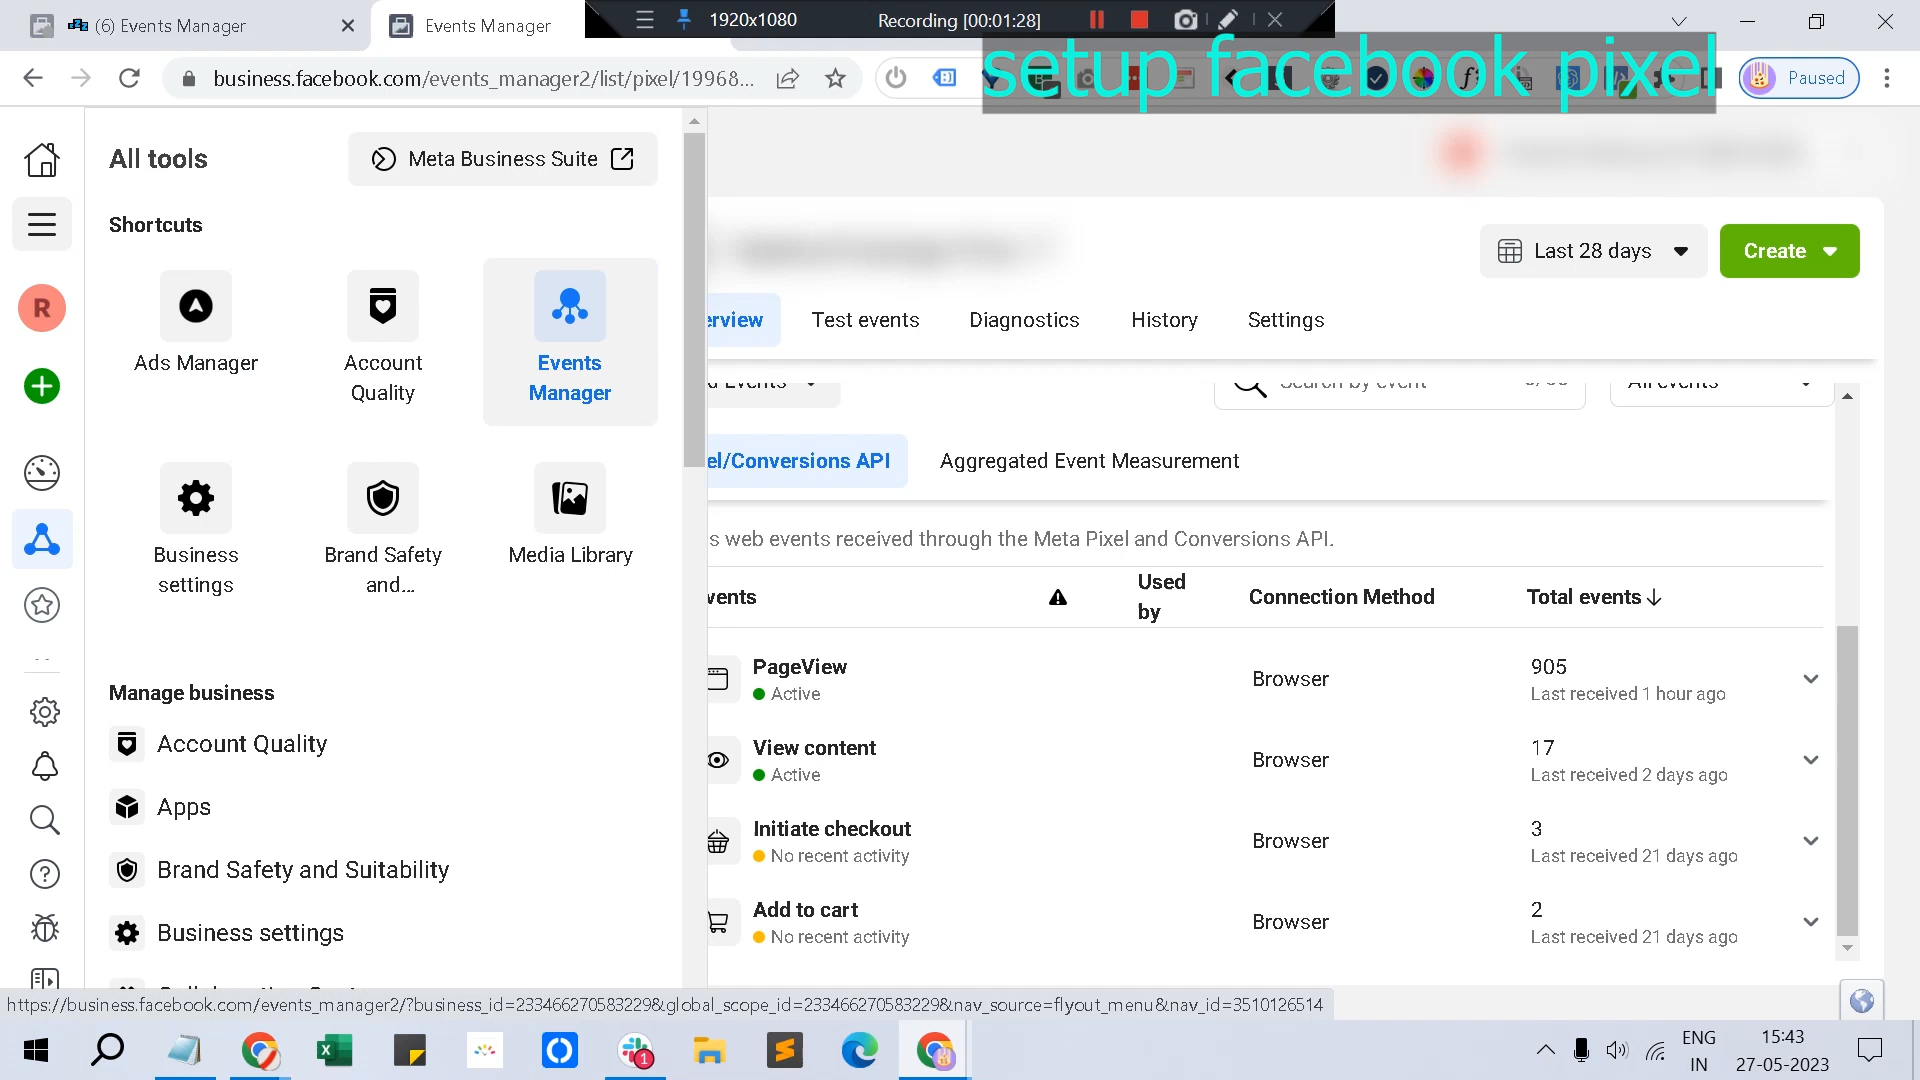 (6) Events Manager
Events Manager
1920x1080
Recording [00:01:28]
setup facebook pixel
business.facebook.com/events_manager2/list/pixel/19968...
Paused
All tools
Meta Business Suite
Shortcuts
Ads Manager
Account
Quality
Events
Manager
Business
settings
Brand Safety
and...
Media Library
Manage business
Account Quality
Apps
Brand Safety and Suitability
Business settings
R
Last 28 days
Create
erview
Test events
Diagnostics
History
Settings
Search by event
All events
el/Conversions API
Aggregated Event Measurement
s web events received through the Meta Pixel and Conversions API.
vents
Used
by
Connection Method
Total events
PageView
Active
Browser
905
Last received 1 hour ago
View content
Active
Browser
17
Last received 2 days ago
Initiate checkout
No recent activity
Browser
3
Last received 21 days ago
Add to cart
No recent activity
Browser
2
Last received 21 days ago
https://business.facebook.com/events_manager2/?business_id=233466270583229&global_scope_id=233466270583229&nav_source=flyout_menu&nav_id=3510126514
1
ENG
IN
15:43
27-05-2023